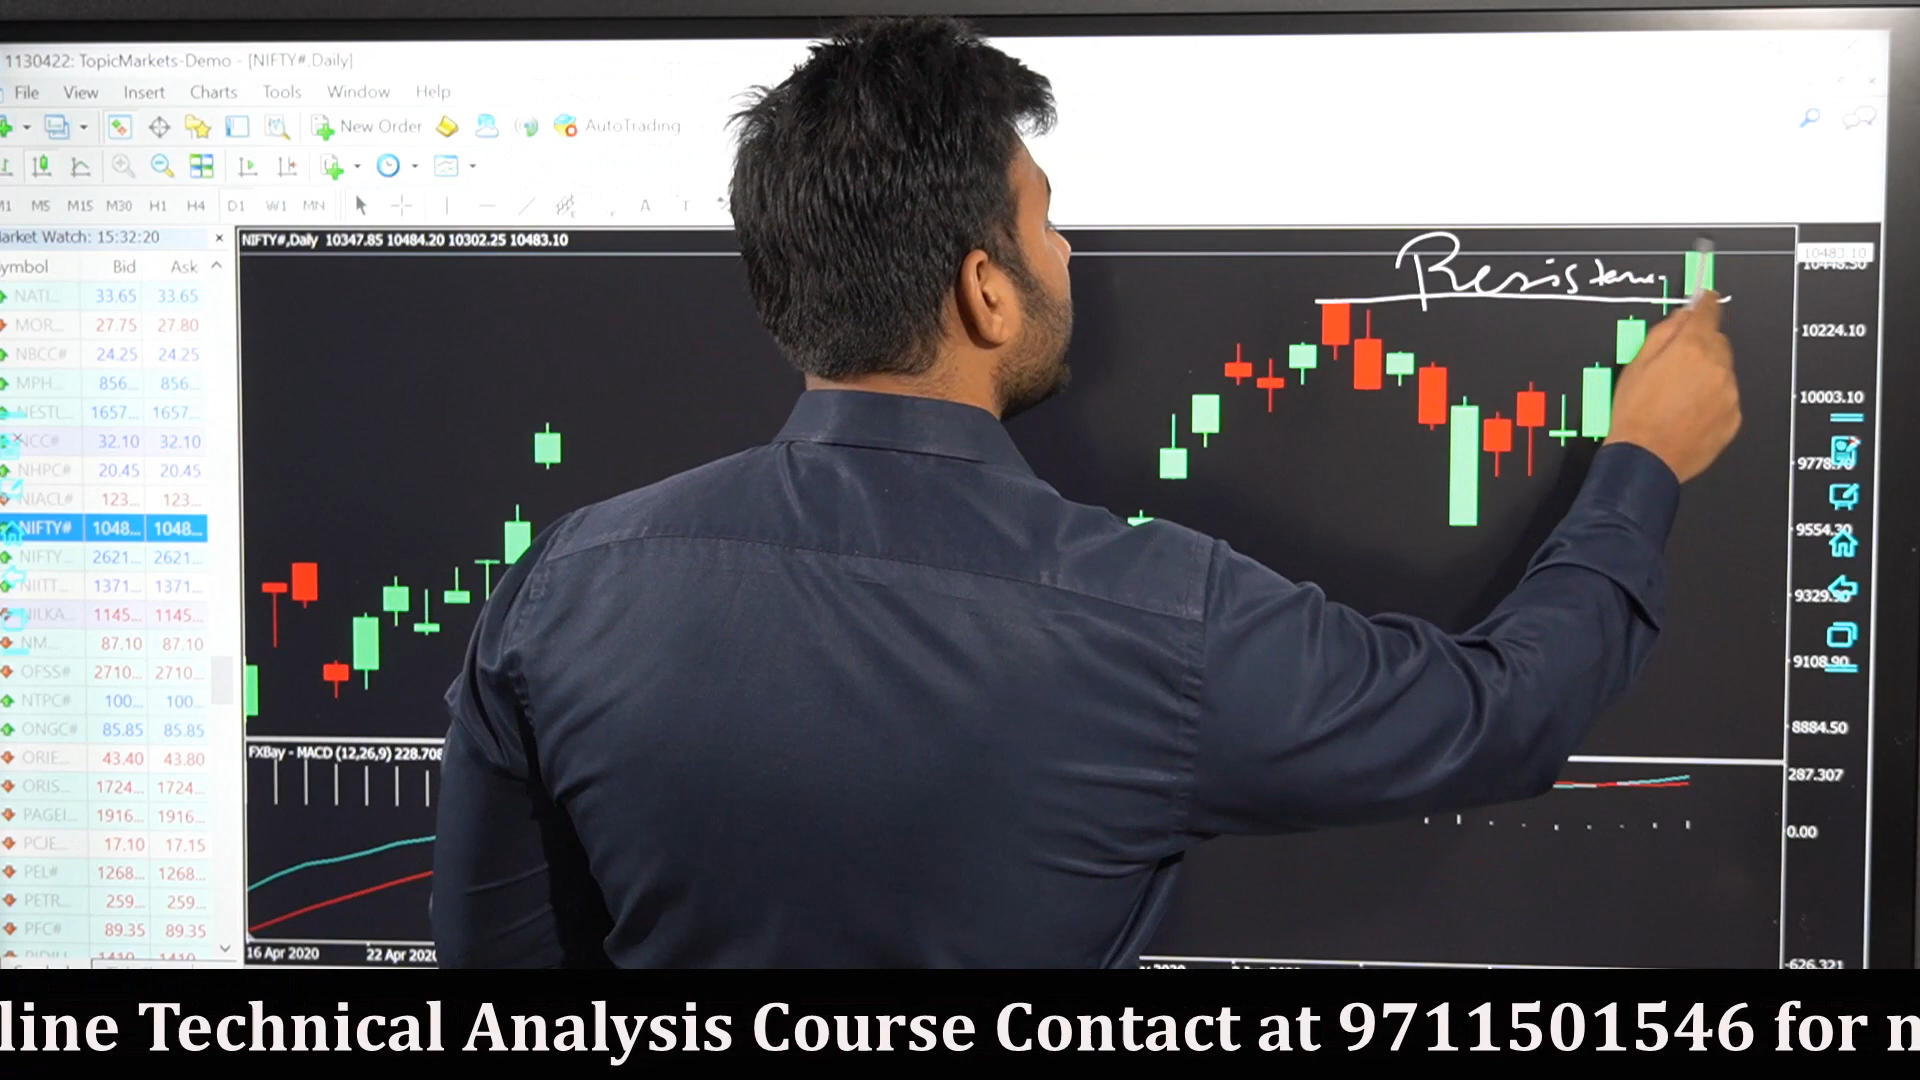 1130422: TopicMarkets-Demo - [NIFTY#,Daily]
File View Insert Charts Tools Window Help
New Order AutoTrading
M1 M5 M15 M30 H1 H4 D1 W1 MN A T
arket Watch: 15:32:20
ymbol Bid Ask
NATI... 33.65 33.65
MOR... 27.75 27.80
NBCC# 24.25 24.25
MPH... 856... 856...
NESTL... 1657... 1657...
NCC# 32.10 32.10
NHPC# 20.45 20.45
NIACL# 123... 123...
NIFTY# 1048... 1048...
NIFTY... 2621... 2621...
NIITT... 1371... 1371...
NILKA... 1145... 1145...
NM... 87.10 87.10
OFSS# 2710... 2710...
NTPC# 100... 100...
ONGC# 85.85 85.85
ORIE... 43.40 43.80
ORIS... 1724... 1724...
PAGEI... 1916... 1916...
PCJE... 17.10 17.15
PEL# 1268... 1268...
PETR... 259... 259...
PFC# 89.35 89.35
NIFTY#,Daily 10347.85 10484.20 10302.25 10483.10
10483.10
10224.10
10003.10
9554.30
9108.90
8884.50
FXBay - MACD (12,26,9) 228.708
287.307
0.00
-626.321
16 Apr 2020 22 Apr 2020
line Technical Analysis Course Contact at 9711501546 for